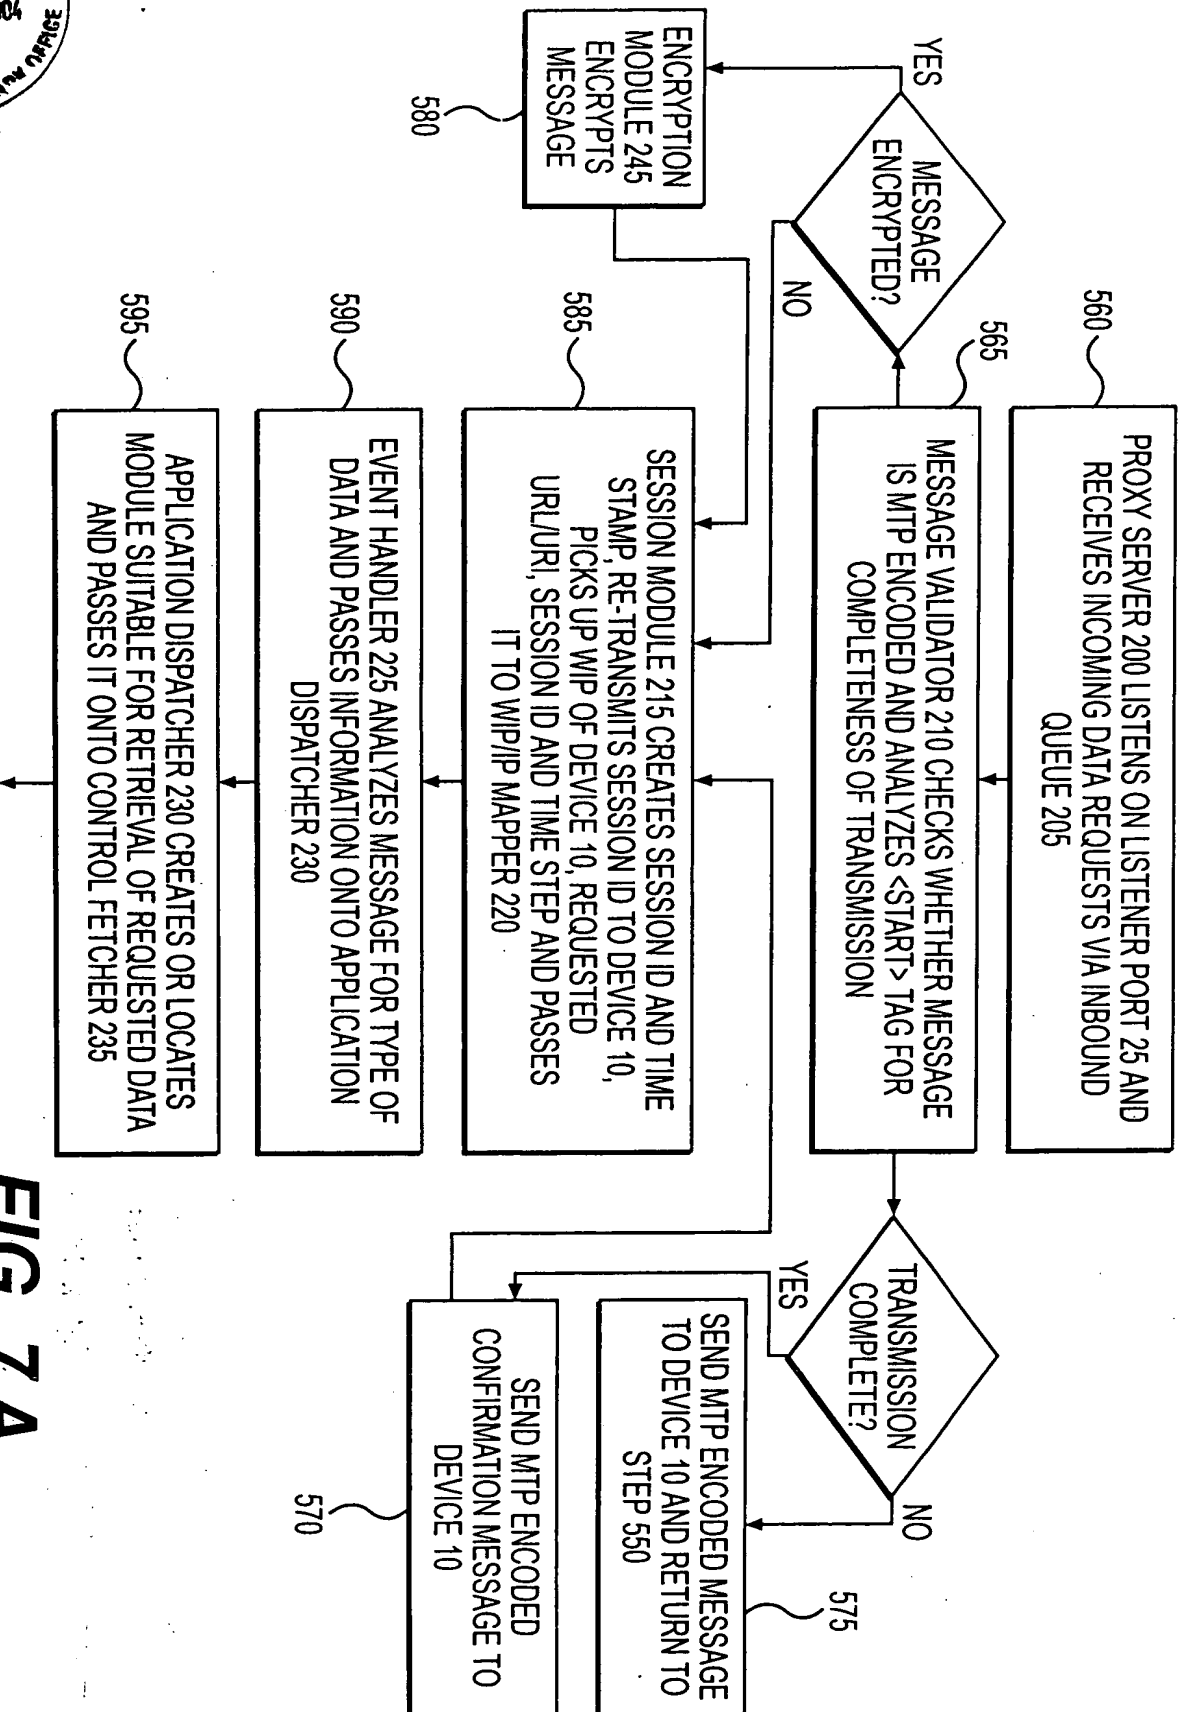 560
PROXY SERVER 200 LISTENS ON LISTENER PORT 25 AND
RECEIVES INCOMING DATA REQUESTS VIA INBOUND
QUEUE 205
565
MESSAGE VALIDATOR 210 CHECKS WHETHER MESSAGE
IS MTP ENCODED AND ANALYZES <START> TAG FOR
COMPLETENESS OF TRANSMISSION
MESSAGE
ENCRYPTED?
YES
NO
TRANSMISSION
COMPLETE?
NO
YES
ENCRYPTION
MODULE 245
ENCRYPTS
MESSAGE
580
575
SEND MTP ENCODED MESSAGE
TO DEVICE 10 AND RETURN TO
STEP 550
585
SESSION MODULE 215 CREATES SESSION ID AND TIME
STAMP, RE-TRANSMITS SESSION ID TO DEVICE 10,
PICKS UP WIP OF DEVICE 10, REQUESTED
URL/URI, SESSION ID AND TIME STEP AND PASSES
IT TO WIP/IP MAPPER 220
SEND MTP ENCODED
CONFIRMATION MESSAGE TO
DEVICE 10
570
590
EVENT HANDLER 225 ANALYZES MESSAGE FOR TYPE OF
DATA AND PASSES INFORMATION ONTO APPLICATION
DISPATCHER 230
595
APPLICATION DISPATCHER 230 CREATES OR LOCATES
MODULE SUITABLE FOR RETRIEVAL OF REQUESTED DATA
AND PASSES IT ONTO CONTROL FETCHER 235
FIG 7A
OFFICE